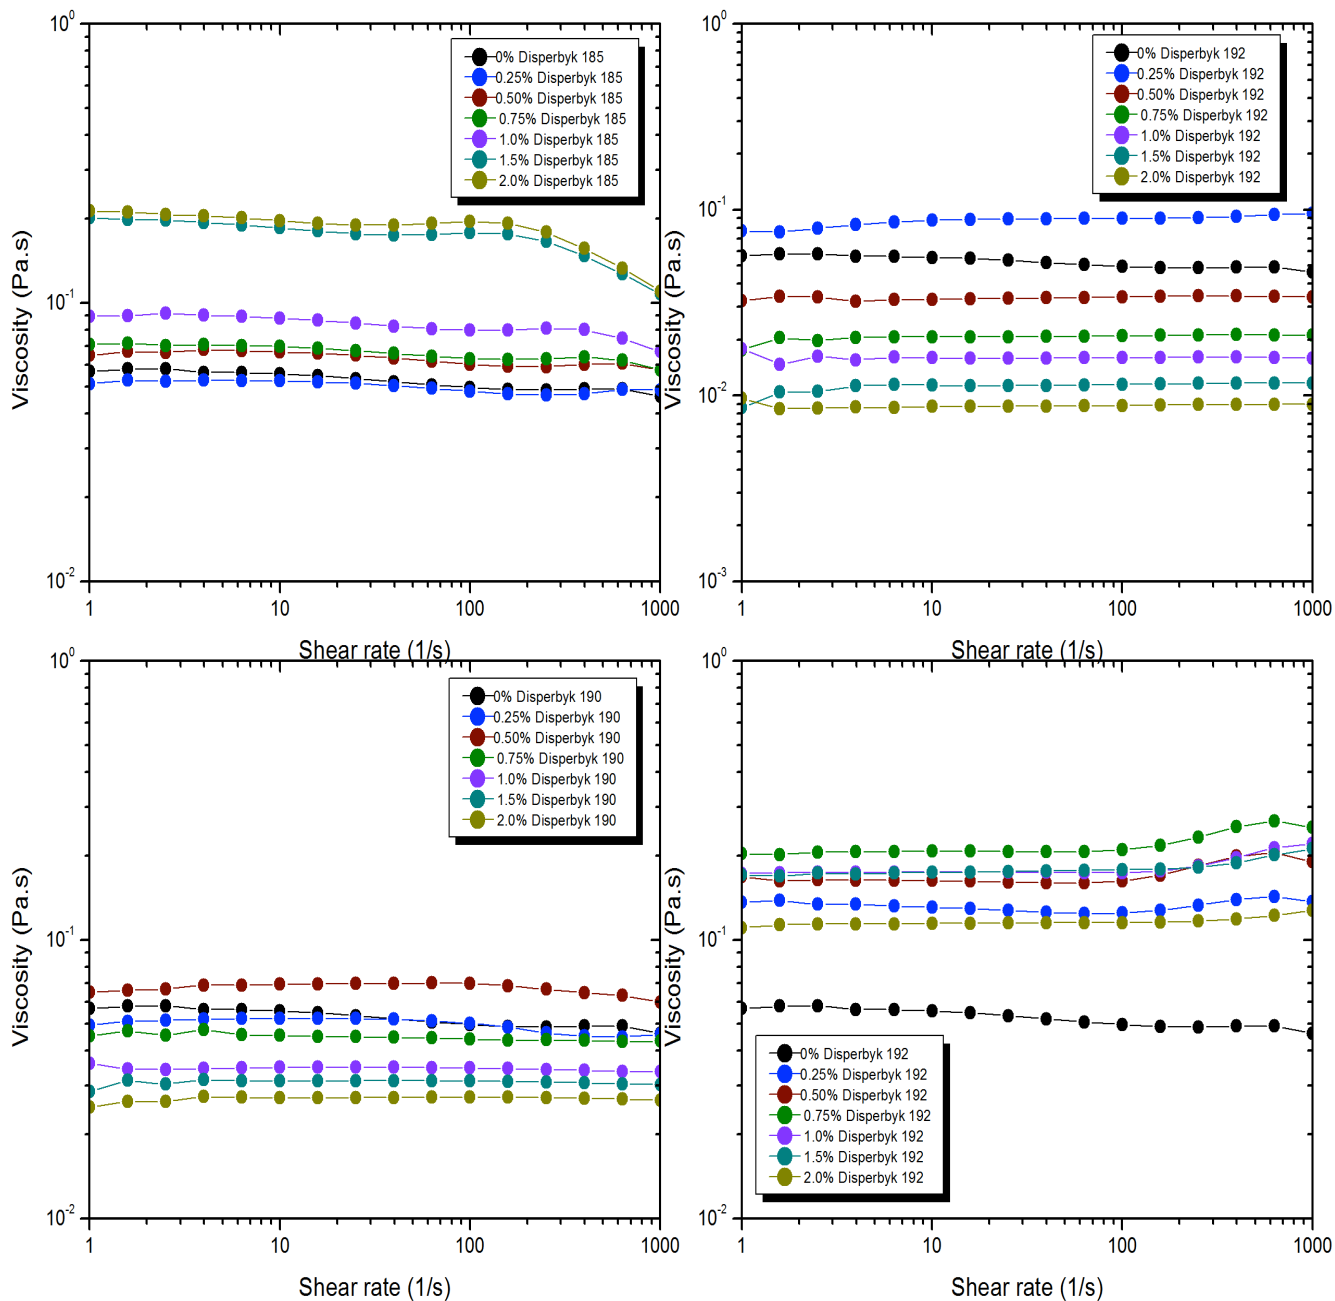 10^0
10^-1
10^-2
Viscosity (Pa.s)
0% Disperbyk 185
0.25% Disperbyk 185
0.50% Disperbyk 185
0.75% Disperbyk 185
1.0% Disperbyk 185
1.5% Disperbyk 185
2.0% Disperbyk 185
1 10 100 1000
Shear rate (1/s)
10^0
10^-1
10^-2
10^-3
Viscosity (Pa.s)
0% Disperbyk 192
0.25% Disperbyk 192
0.50% Disperbyk 192
0.75% Disperbyk 192
1.0% Disperbyk 192
1.5% Disperbyk 192
2.0% Disperbyk 192
1 10 100 1000
Shear rate (1/s)
10^0
10^-1
10^-2
Viscosity (Pa.s)
0% Disperbyk 190
0.25% Disperbyk 190
0.50% Disperbyk 190
0.75% Disperbyk 190
1.0% Disperbyk 190
1.5% Disperbyk 190
2.0% Disperbyk 190
1 10 100 1000
Shear rate (1/s)
10^0
10^-1
10^-2
Viscosity (Pa.s)
0% Disperbyk 192
0.25% Disperbyk 192
0.50% Disperbyk 192
0.75% Disperbyk 192
1.0% Disperbyk 192
1.5% Disperbyk 192
2.0% Disperbyk 192
1 10 100 1000
Shear rate (1/s)